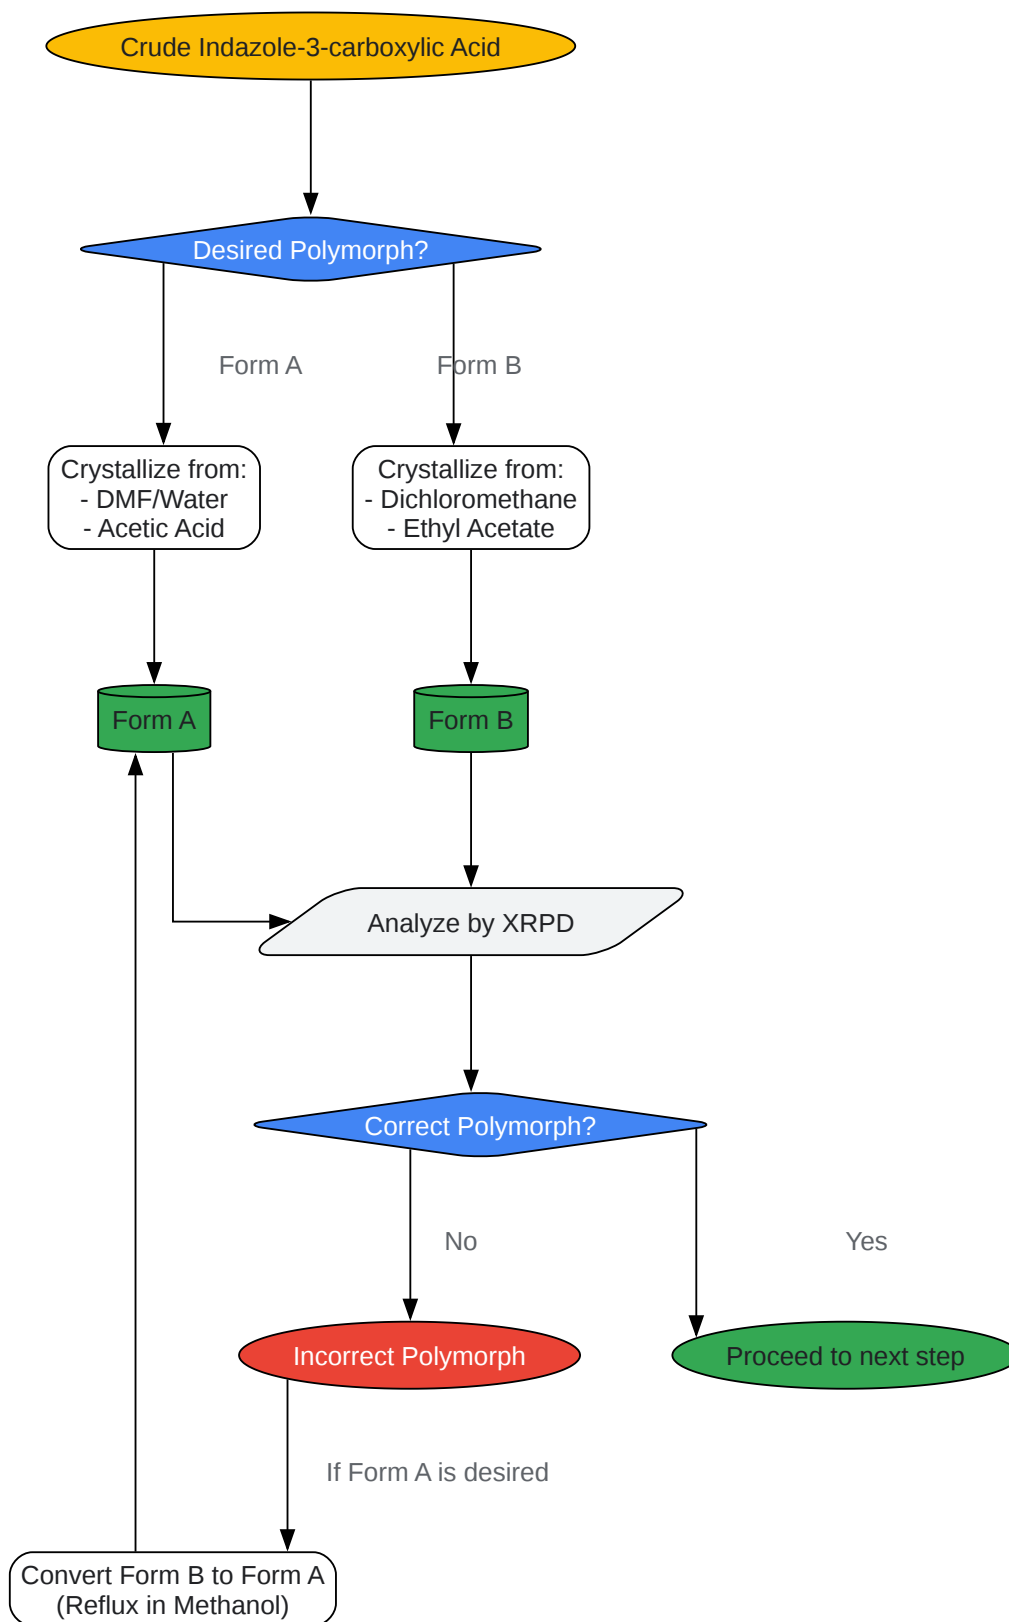 Crude Indazole-3-carboxylic Acid
Desired Polymorph?
Form A
Form B
Crystallize from:
- DMF/Water
- Acetic Acid
Crystallize from:
- Dichloromethane
- Ethyl Acetate
Form A
Form B
Analyze by XRPD
Correct Polymorph?
No
Yes
Incorrect Polymorph
Proceed to next step
If Form A is desired
Convert Form B to Form A
(Reflux in Methanol)